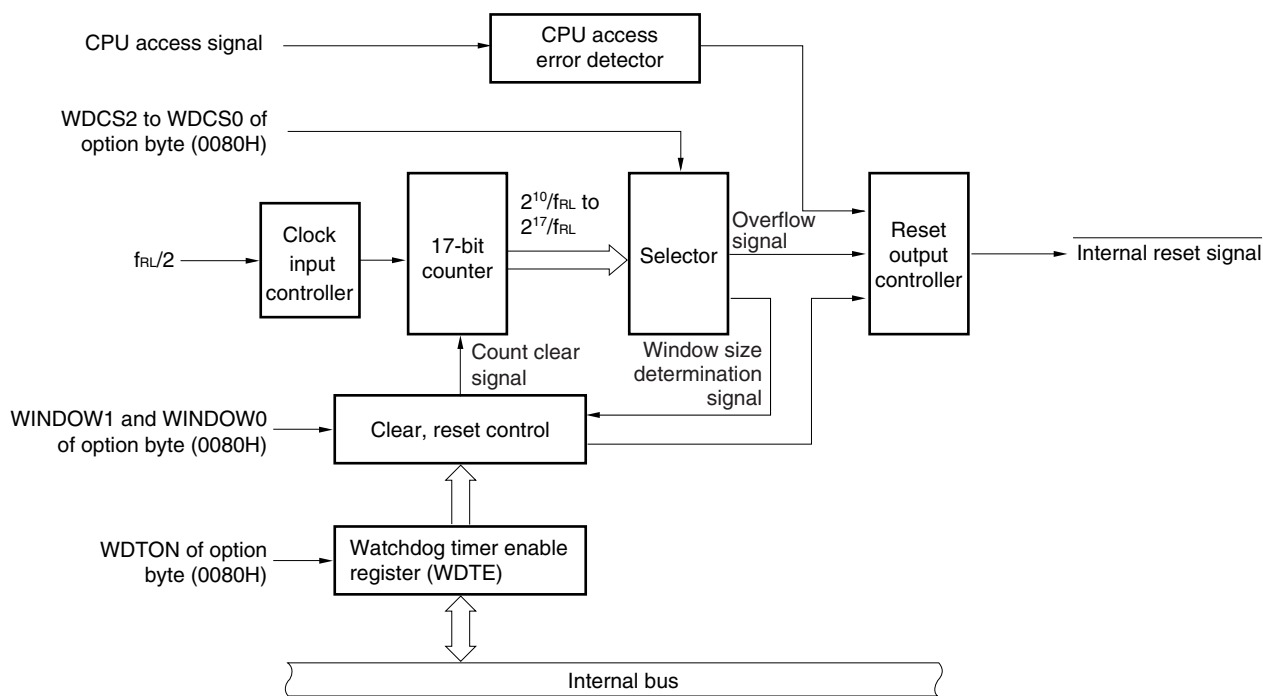 CPU access signal
CPU access
error detector
WDCS2 to WDCS0 of
option byte (0080H)
fRL/2
Clock
input
controller
17-bit
counter
2¹⁰/fRL to
2¹⁷/fRL
Selector
Overflow
signal
Reset
output
controller
Internal reset signal
Count clear
signal
Window size
determination
signal
WINDOW1 and WINDOW0
of option byte (0080H)
Clear, reset control
WDTON of option
byte (0080H)
Watchdog timer enable
register (WDTE)
Internal bus